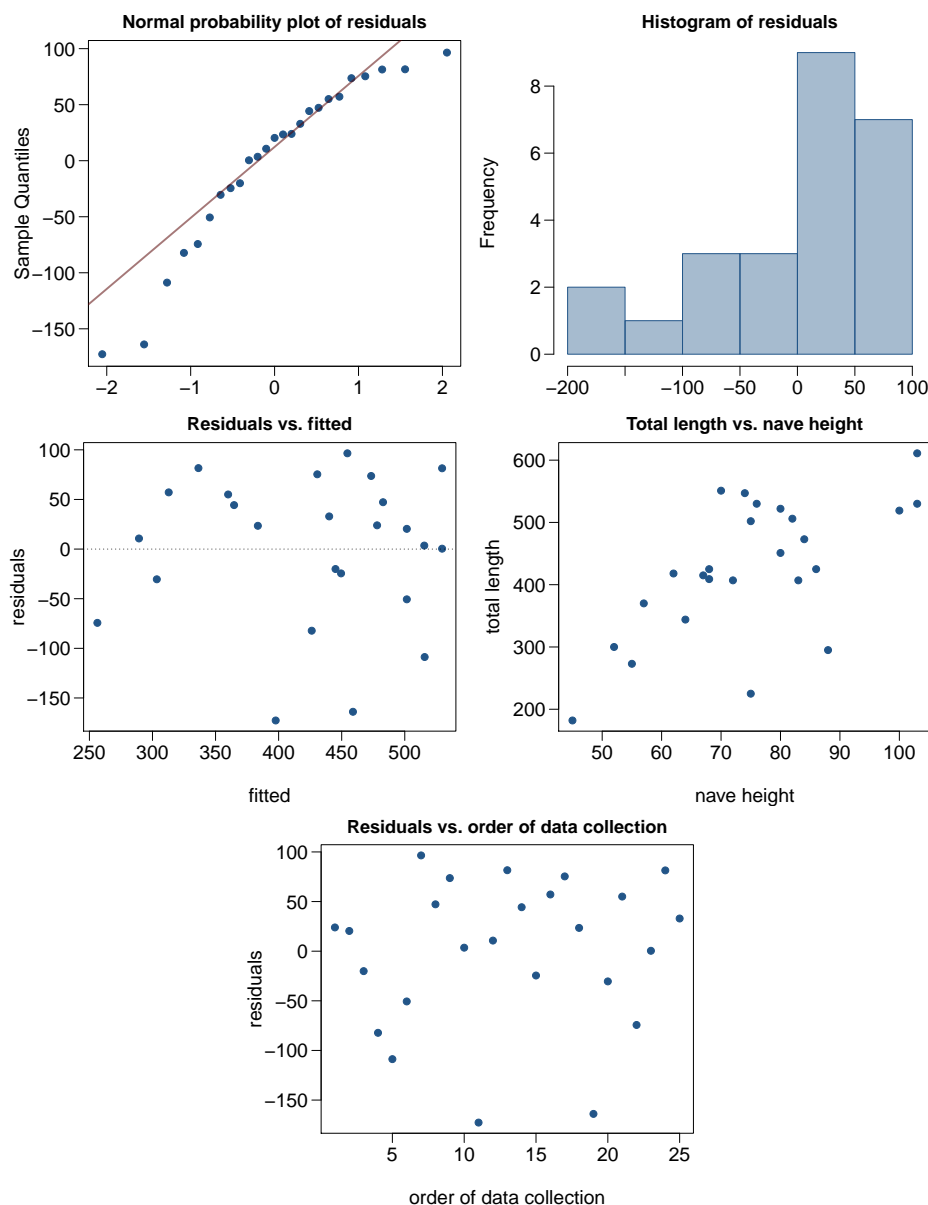 Normal probability plot of residuals
100
50
0
−50
−100
−150
Sample Quantiles
−2 −1 0 1 2
Histogram of residuals
8
6
4
2
0
Frequency
−200 −100 −50 0 50 100
Residuals vs. fitted
100
50
0
−50
−100
−150
residuals
250 300 350 400 450 500
fitted
Total length vs. nave height
600
500
400
300
200
total length
50 60 70 80 90 100
nave height
Residuals vs. order of data collection
100
50
0
−50
−100
−150
residuals
5 10 15 20 25
order of data collection